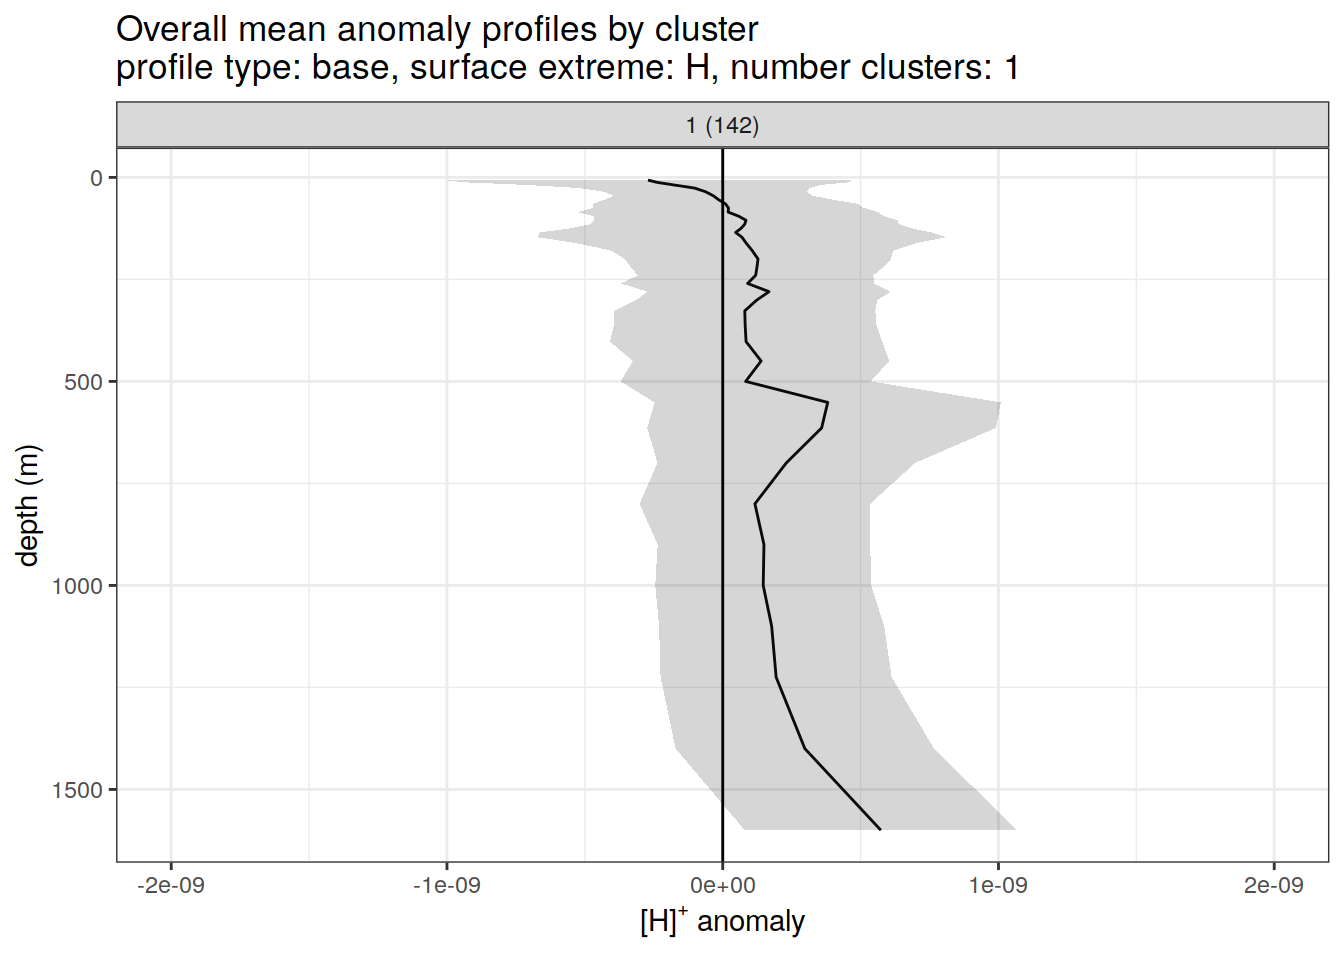 Overall mean anomaly profiles by cluster
profile type: base, surface extreme: H, number clusters: 1
1 (142)
0
500
1000
1500
depth (m)
-2e-09 -1e-09 0e+00 1e-09 2e-09
[H]⁺ anomaly